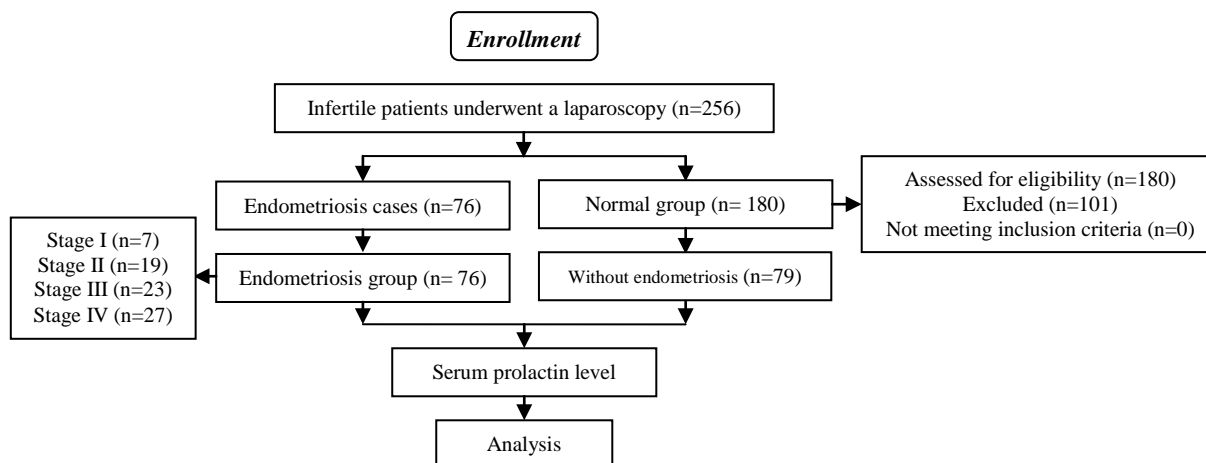 Enrollment
Infertile patients underwent a laparoscopy (n=256)
Endometriosis cases (n=76)
Normal group (n= 180)
Assessed for eligibility (n=180)
Excluded (n=101)
Not meeting inclusion criteria (n=0)
Stage I (n=7)
Stage II (n=19)
Stage III (n=23)
Stage IV (n=27)
Endometriosis group (n= 76)
Without endometriosis (n=79)
Serum prolactin level
Analysis